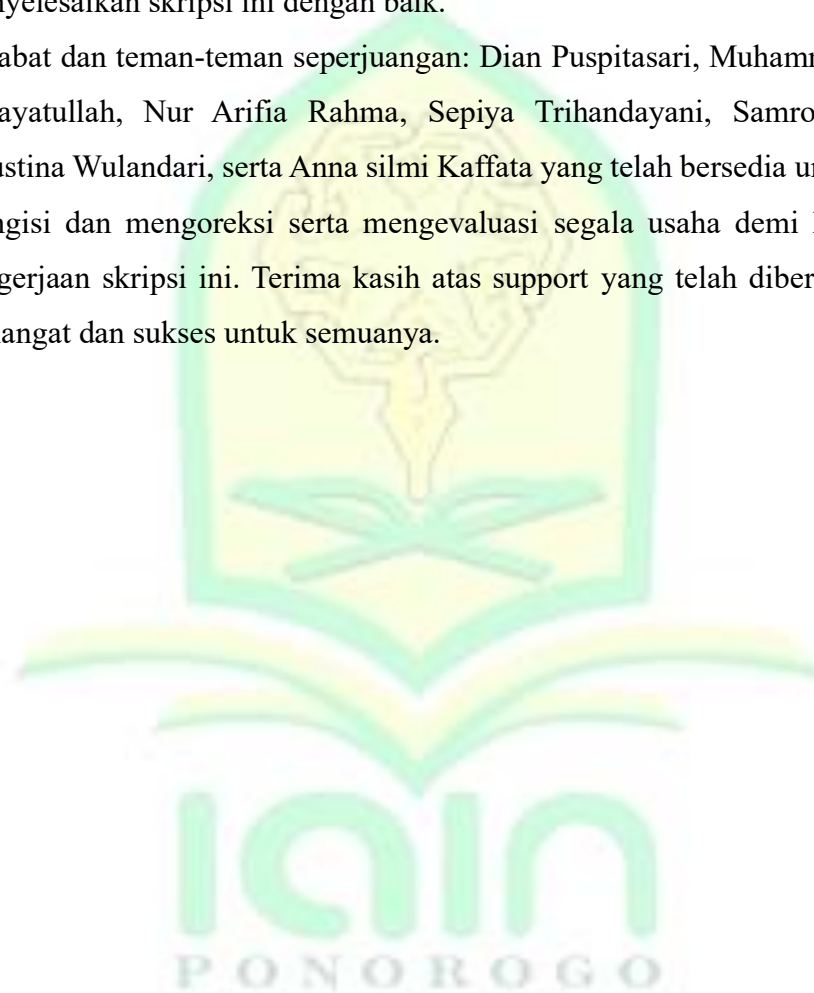 nyelesaikan skripsi ini dengan baik.
abat dan teman-teman seperjuangan: Dian Puspitasari, Muhamm
ayatullah, Nur Arifia Rahma, Sepiya Trihandayani, Samro
ustina Wulandari, serta Anna silmi Kaffata yang telah bersedia u
ngisi dan mengoreksi serta mengevaluasi segala usaha demi
gerjaan skripsi ini. Terima kasih atas support yang telah diber
angat dan sukses untuk semuanya.
iain
PONOROGO